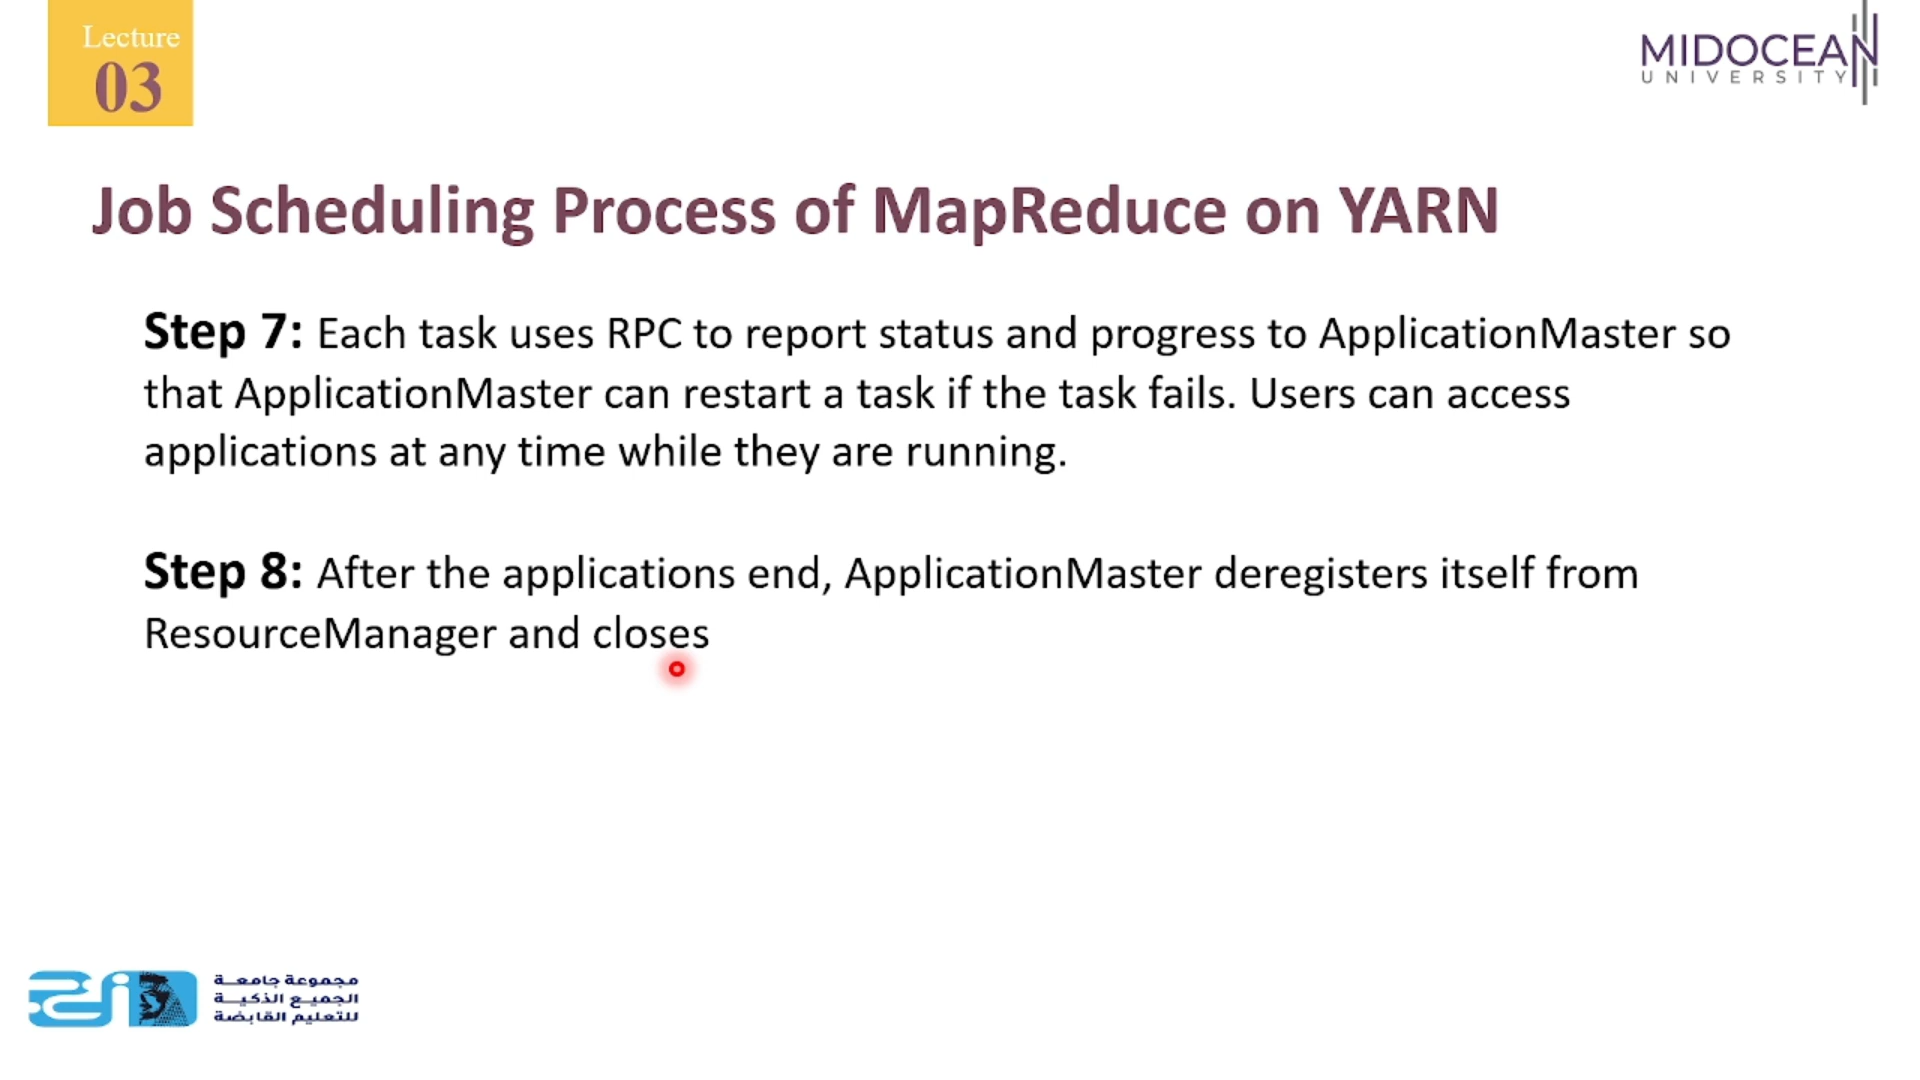 Lecture
03
MIDOCEAN
UNIVERSITY
Job Scheduling Process of MapReduce on YARN
Step 7: Each task uses RPC to report status and progress to ApplicationMaster so
that ApplicationMaster can restart a task if the task fails. Users can access
applications at any time while they are running.
Step 8: After the applications end, ApplicationMaster deregisters itself from
ResourceManager and closes
مجموعة جامعة
الجميع الذكية
للتعليم القابضة